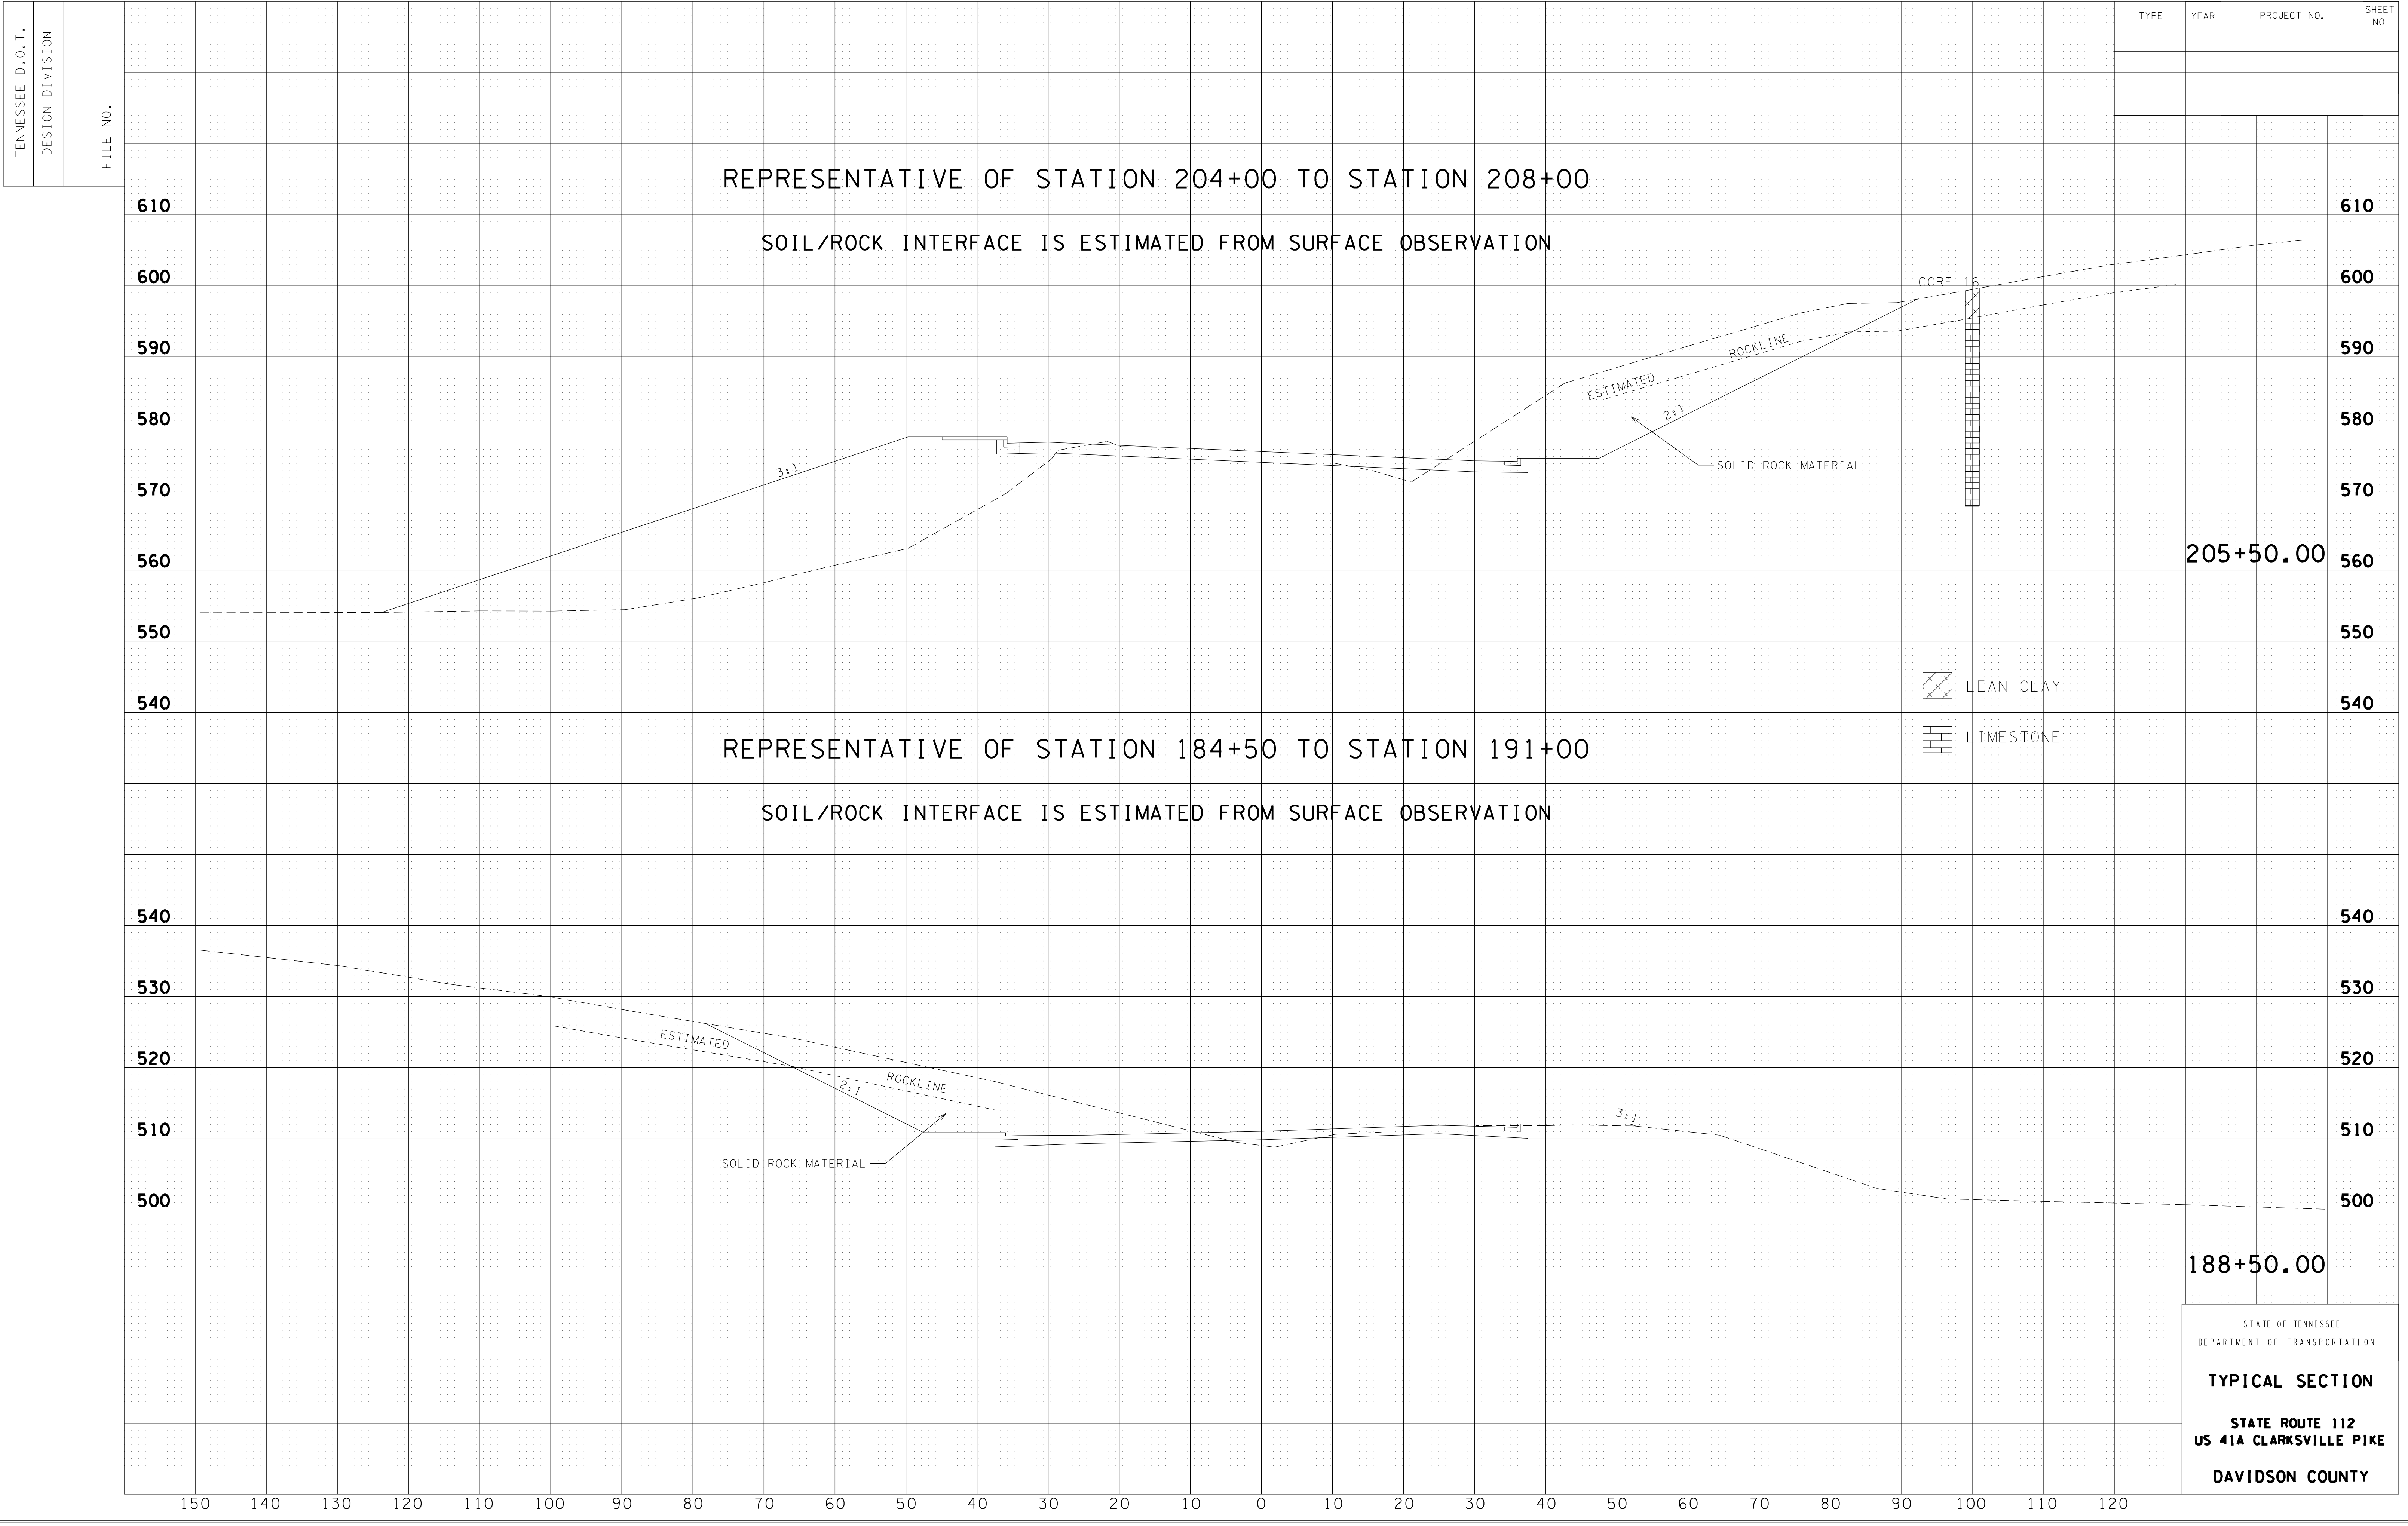 TENNESSEE D.O.T.
DESIGN DIVISION
FILE NO.
TYPE YEAR PROJECT NO. SHEET NO.
REPRESENTATIVE OF STATION 204+00 TO STATION 208+00
610 610
SOIL/ROCK INTERFACE IS ESTIMATED FROM SURFACE OBSERVATION
600 CORE 16 600
590 ROCKLINE 590
ESTIMATED
580 2:1 580
3:1 SOLID ROCK MATERIAL
570 570
560 205+50.00 560
550 550
LEAN CLAY
540 540
LIMESTONE
REPRESENTATIVE OF STATION 184+50 TO STATION 191+00
SOIL/ROCK INTERFACE IS ESTIMATED FROM SURFACE OBSERVATION
540 540
530 530
ESTIMATED
520 520
2:1 ROCKLINE
3:1
510 510
SOLID ROCK MATERIAL
500 500
188+50.00
STATE OF TENNESSEE
DEPARTMENT OF TRANSPORTATION
TYPICAL SECTION
STATE ROUTE 112
US 41A CLARKSVILLE PIKE
DAVIDSON COUNTY
150 140 130 120 110 100 90 80 70 60 50 40 30 20 10 0 10 20 30 40 50 60 70 80 90 100 110 120